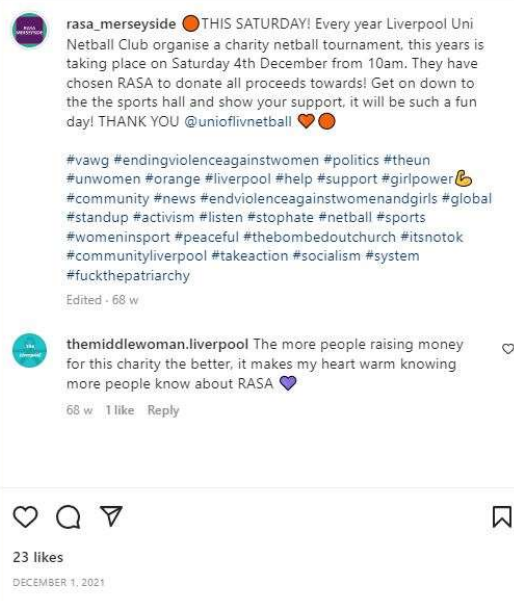 RASA
MERSEYSIDE
rasa_merseyside 🟠THIS SATURDAY! Every year Liverpool Uni
Netball Club organise a charity netball tournament, this years is
taking place on Saturday 4th December from 10am. They have
chosen RASA to donate all proceeds towards! Get on down to
the the sports hall and show your support, it will be such a fun
day! THANK YOU @unioflivnetball 🧡🟠
#vawg #endingviolenceagainstwomen #politics #theun
#unwomen #orange #liverpool #help #support #girlpower💪
#community #news #endviolenceagainstwomenandgirls #global
#standup #activism #listen #stophate #netball #sports
#womeninsport #peaceful #thebombedoutchurch #itsnotok
#communityliverpool #takeaction #socialism #system
#fuckthepatriarchy
Edited · 68 w
themiddlewoman.liverpool The more people raising money
for this charity the better, it makes my heart warm knowing
more people know about RASA 💜
68 w 1 like Reply
23 likes
DECEMBER 1, 2021